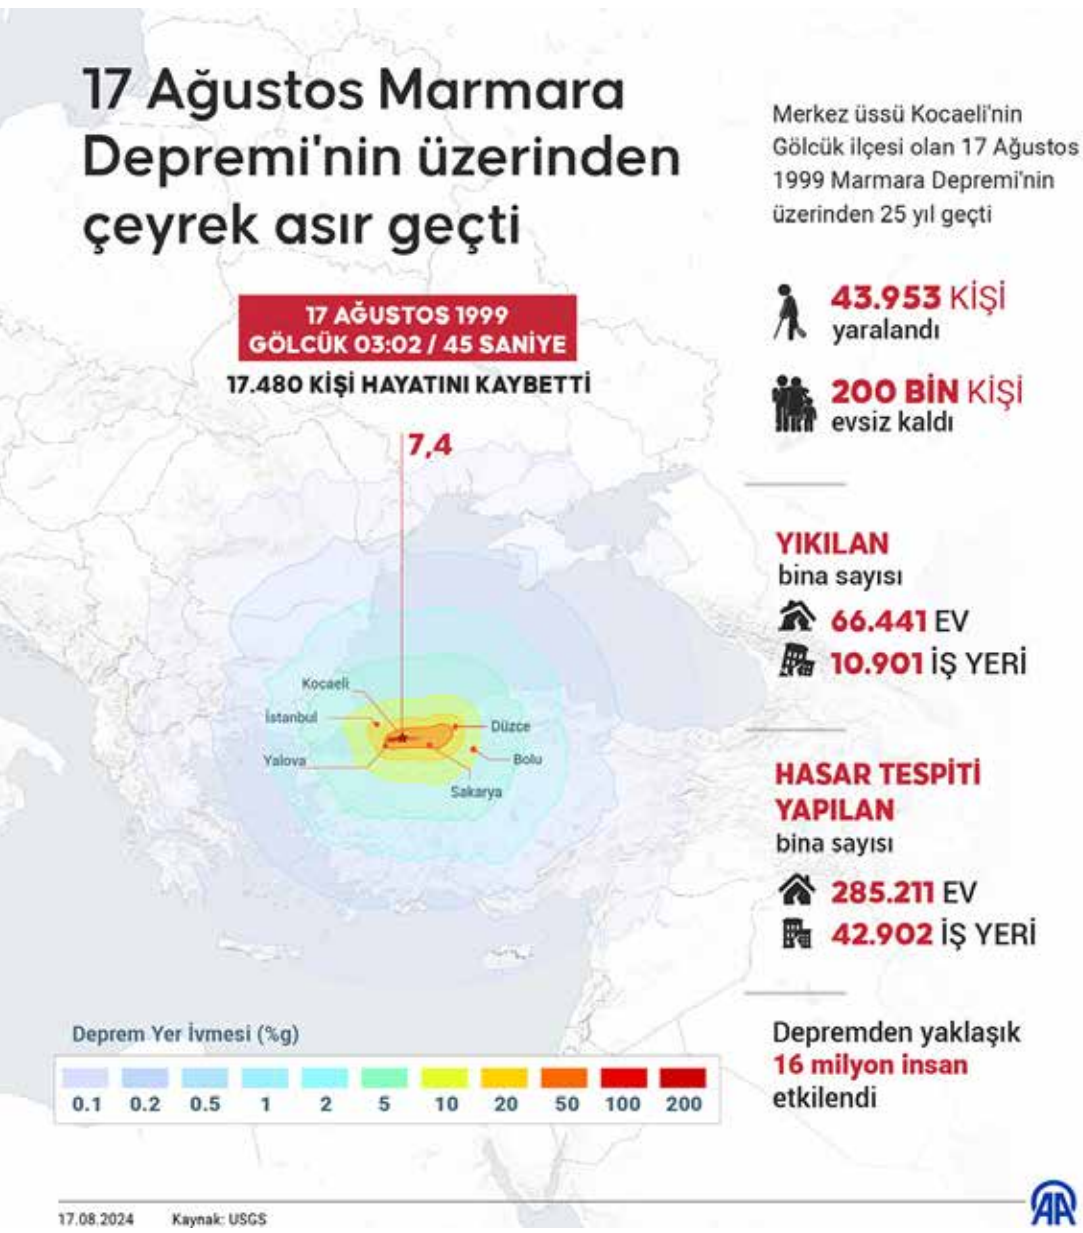 17 Ağustos Marmara
Depremi'nin üzerinden
çeyrek asır geçti
Merkez üssü Kocaeli'nin
Gölcük ilçesi olan 17 Ağustos
1999 Marmara Depremi'nin
üzerinden 25 yıl geçti
17 AĞUSTOS 1999
GÖLCÜK 03:02 / 45 SANİYE
17.480 KİŞİ HAYATINI KAYBETTİ
7,4
Kocaeli
İstanbul
Yalova
Düzce
Bolu
Sakarya
43.953 KİŞİ
yaralandı
200 BİN KİŞİ
evsiz kaldı
YIKILAN
bina sayısı
66.441 EV
10.901 İŞ YERİ
HASAR TESPİTİ
YAPILAN
bina sayısı
285.211 EV
42.902 İŞ YERİ
Depremden yaklaşık
16 milyon insan
etkilendi
Deprem Yer İvmesi (%g)
0.1 0.2 0.5 1 2 5 10 20 50 100 200
17.08.2024 Kaynak: USGS
AA